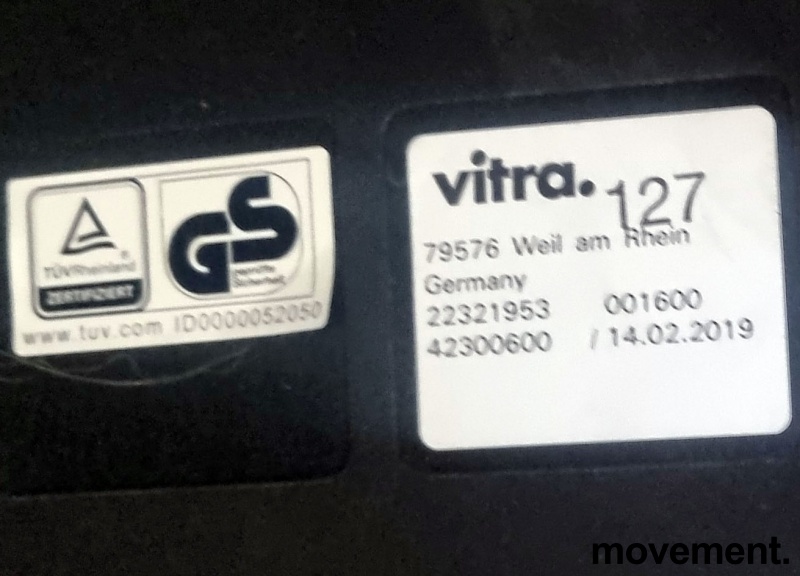 TÜVRheinland®
ZERTIFIZIERT
GS
geprüfte
Sicherheit
www.tuv.com ID0000052050
vitra. 127
79576 Weil am Rhein
Germany
22321953 001600
42300600 / 14.02.2019
movement.